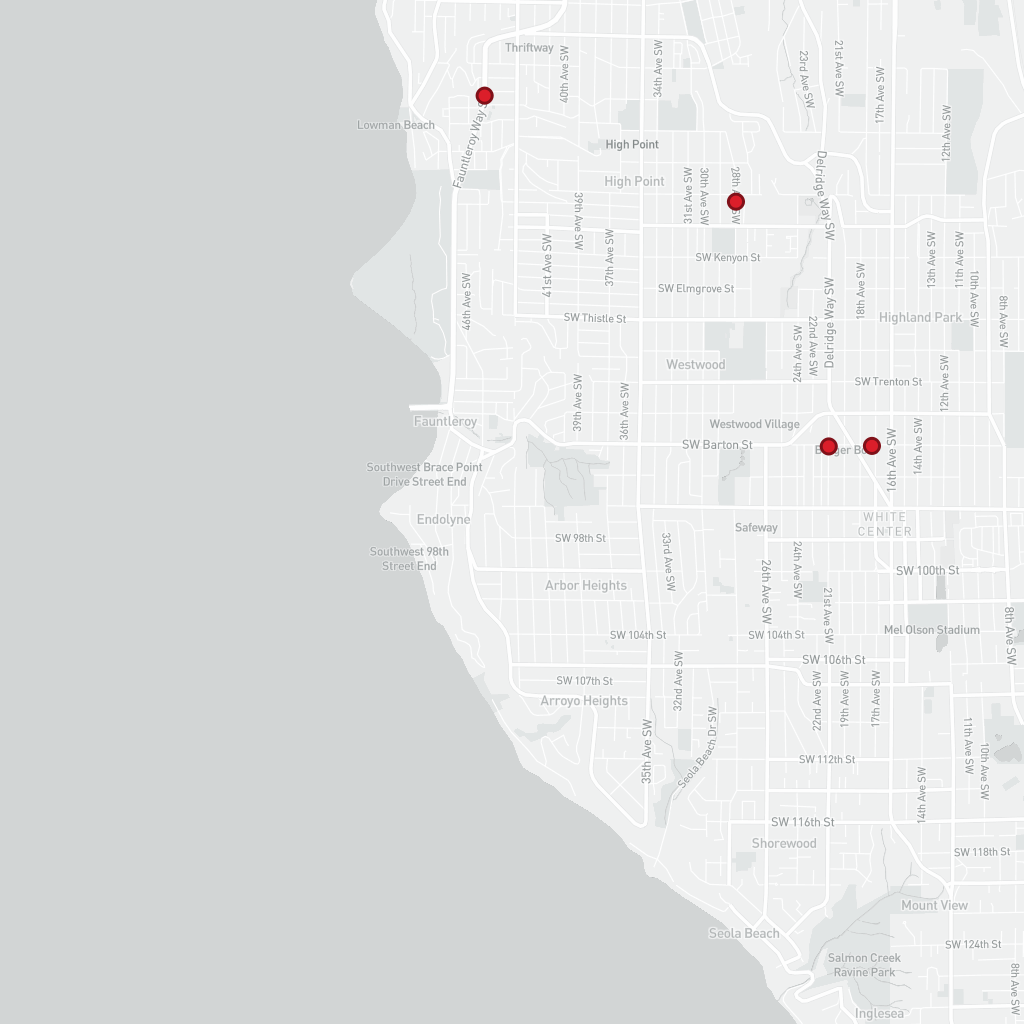 Thriftway
40th Ave SW
34th Ave SW
23rd Ave SW
21st Ave SW
17th Ave SW
12th Ave SW
Lowman Beach
Fauntleroy Way
High Point
High Point
31st Ave SW
30th Ave SW
28th
SW
Delridge Way SW
39th Ave SW
37th Ave SW
41st Ave SW
46th Ave SW
SW Kenyon St
SW Elmgrove St
SW Thistle St
13th Ave SW
11th Ave SW
10th Ave SW
8th Ave SW
18th Ave SW
Delridge Way SW
22nd Ave SW
24th Ave SW
Highland Park
Westwood
SW Trenton St
12th Ave SW
39th Ave SW
36th Ave SW
Fauntleroy
Westwood Village
SW Barton St
16th Ave SW
14th Ave SW
Southwest Brace Point
Drive Street End
Endolyne
Safeway
WHITE
CENTER
SW 98th St
33rd Ave SW
Southwest 98th
Street End
26th Ave SW
24th Ave SW
21st Ave SW
SW 100th St
Arbor Heights
8th Ave SW
SW 104th St
SW 104th St
Mel Olson Stadium
SW 106th St
SW 107th St
32nd Ave SW
22nd Ave SW
19th Ave SW
17th Ave SW
Arroyo Heights
35th Ave SW
Seola Beach Dr SW
SW 112th St
11th Ave SW
10th Ave SW
14th Ave SW
SW 116th St
Shorewood
SW 118th St
Mount View
Seola Beach
SW 124th St
Salmon Creek
Ravine Park
8th Ave SW
Inglesea